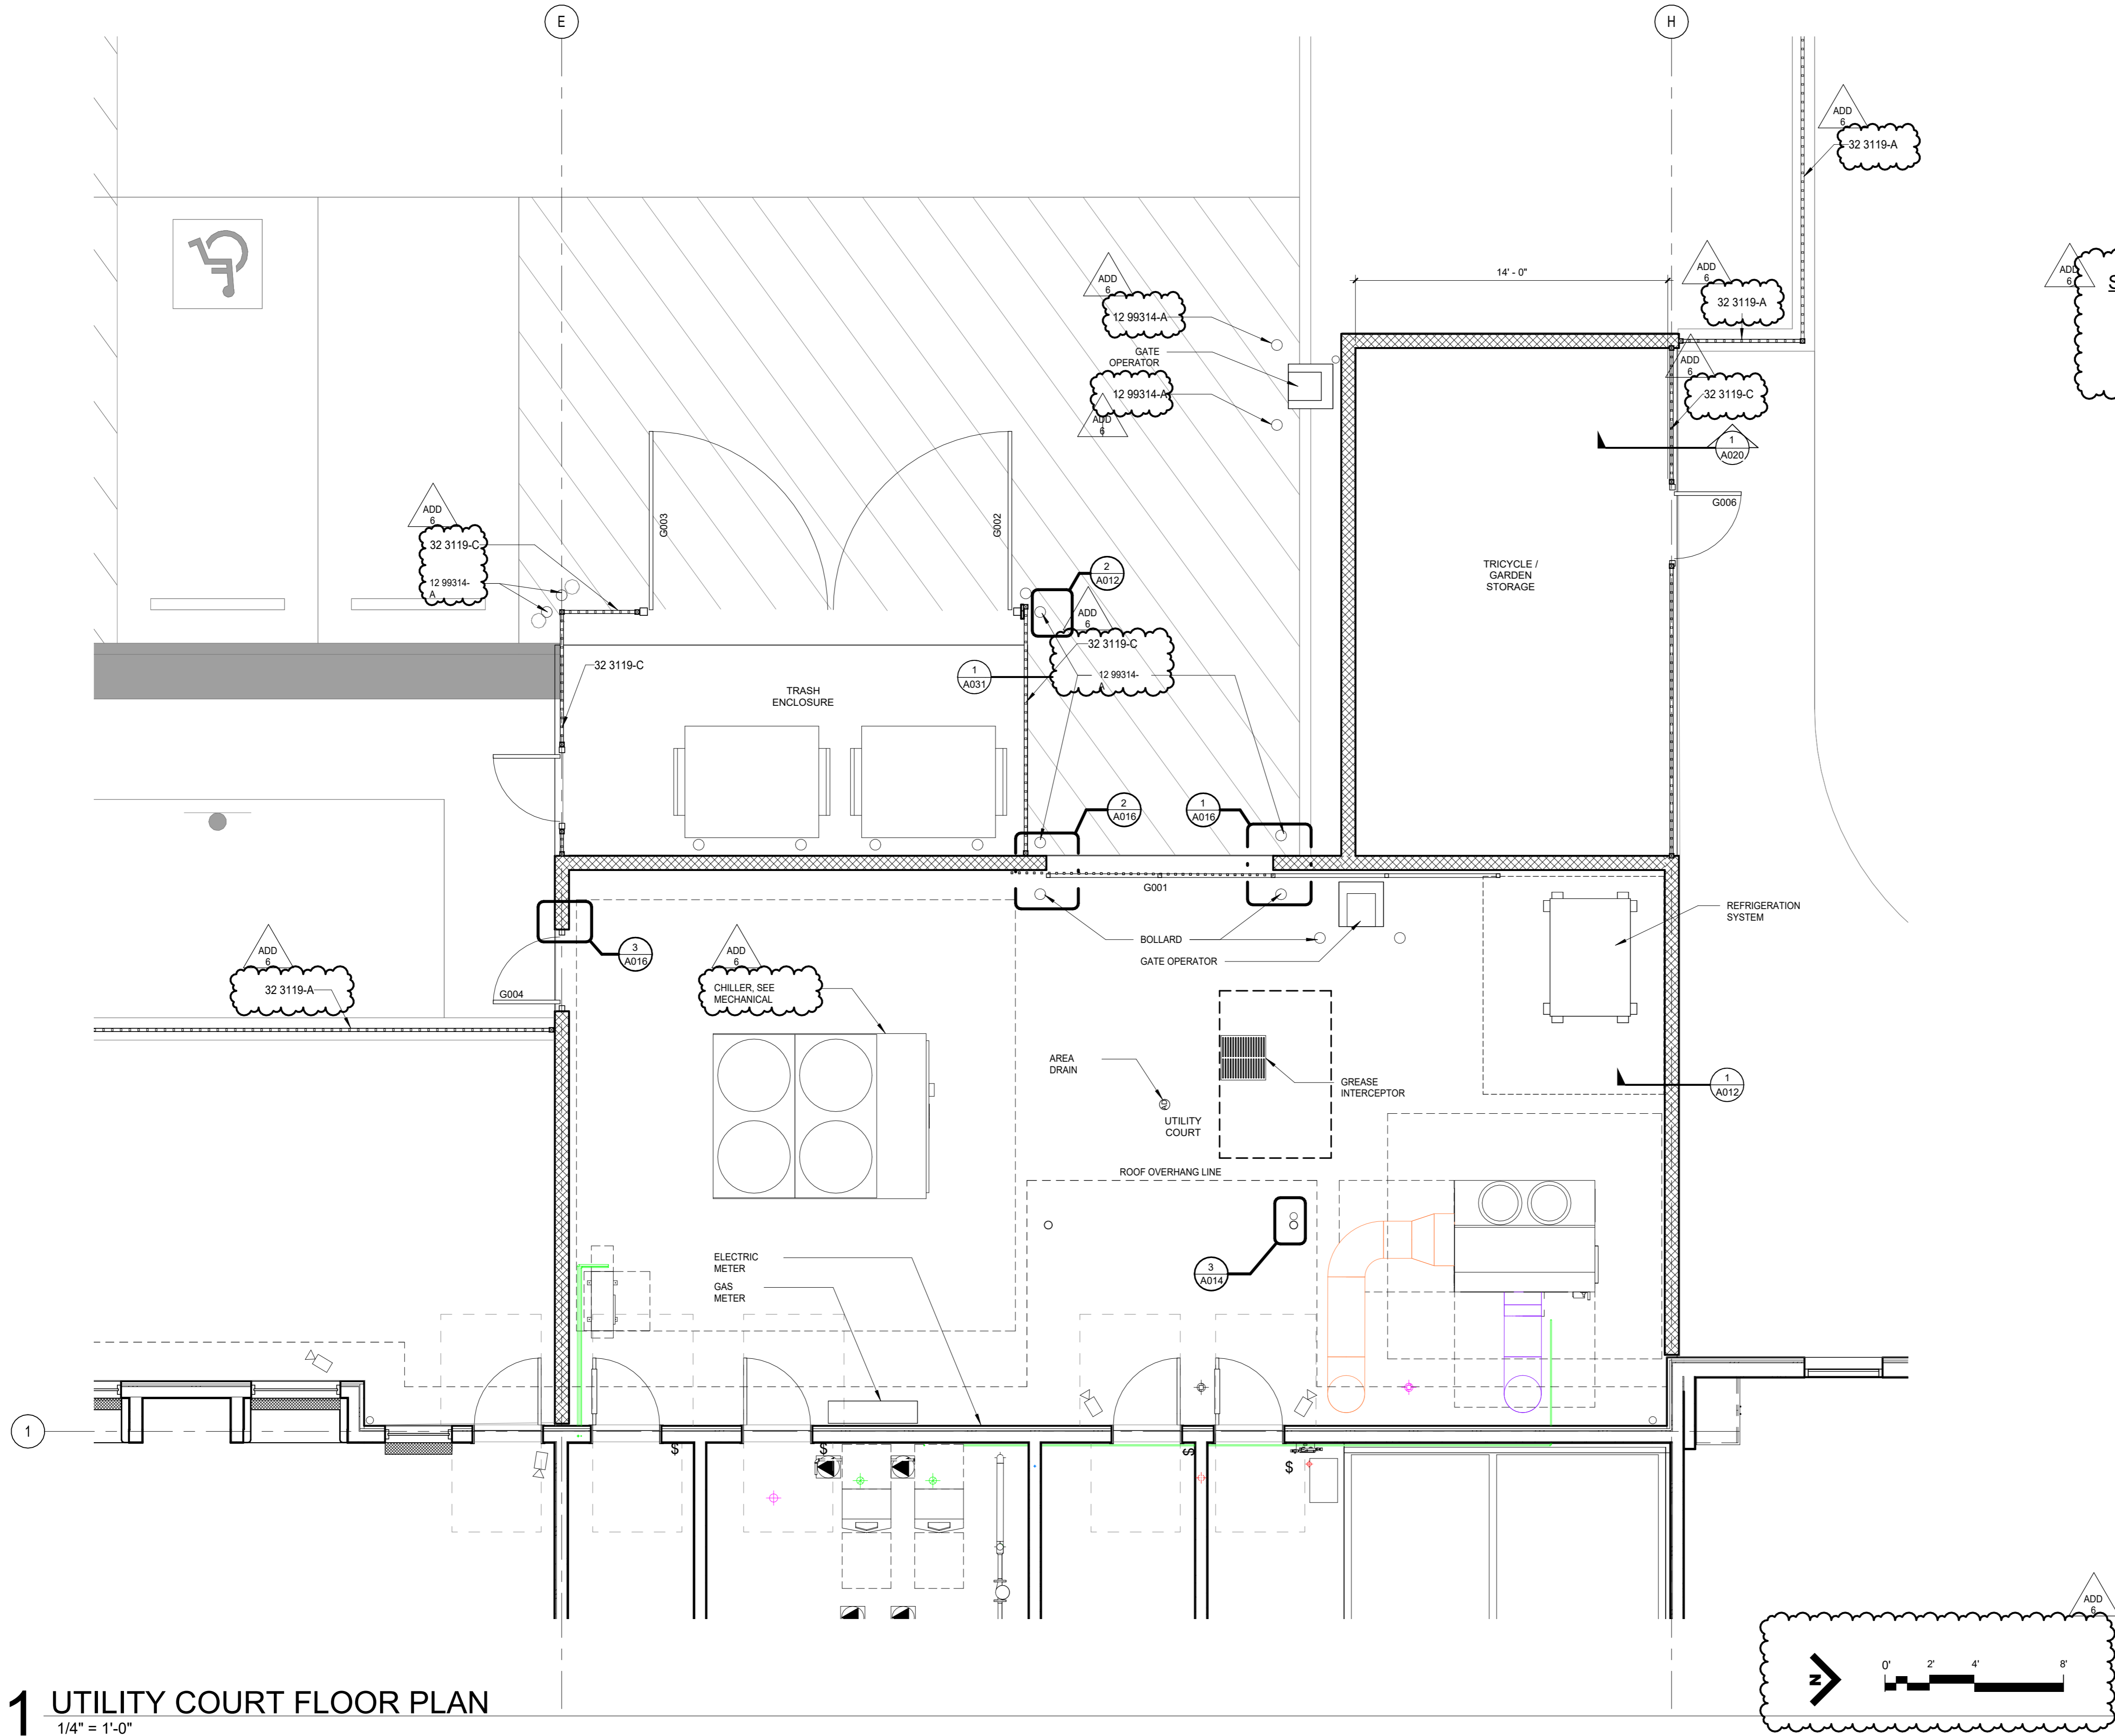 E
H
ADD
6
32 3119-A
ADD
6
S
14' - 0"
ADD
6
32 3119-A
ADD
6
12 99314-A
GATE
OPERATOR
12 99314-A
ADD
6
ADD
6
32 3119-C
1
A020
G006
G003
G002
ADD
6
32 3119-C
12 99314-
A
2
A012
ADD
6
32 3119-C
12 99314-
A
1
A031
TRICYCLE /
GARDEN
STORAGE
32 3119-C
TRASH
ENCLOSURE
2
A016
1
A016
G001
REFRIGERATION
SYSTEM
BOLLARD
GATE OPERATOR
3
A016
G004
ADD
6
32 3119-A
ADD
6
CHILLER, SEE
MECHANICAL
AREA
DRAIN
AD
UTILITY
COURT
GREASE
INTERCEPTOR
1
A012
ROOF OVERHANG LINE
ELECTRIC
METER
GAS
METER
3
A014
1
$
$
$
$
ADD
6
N
0'
2'
4'
8'
1 UTILITY COURT FLOOR PLAN
1/4" = 1'-0"